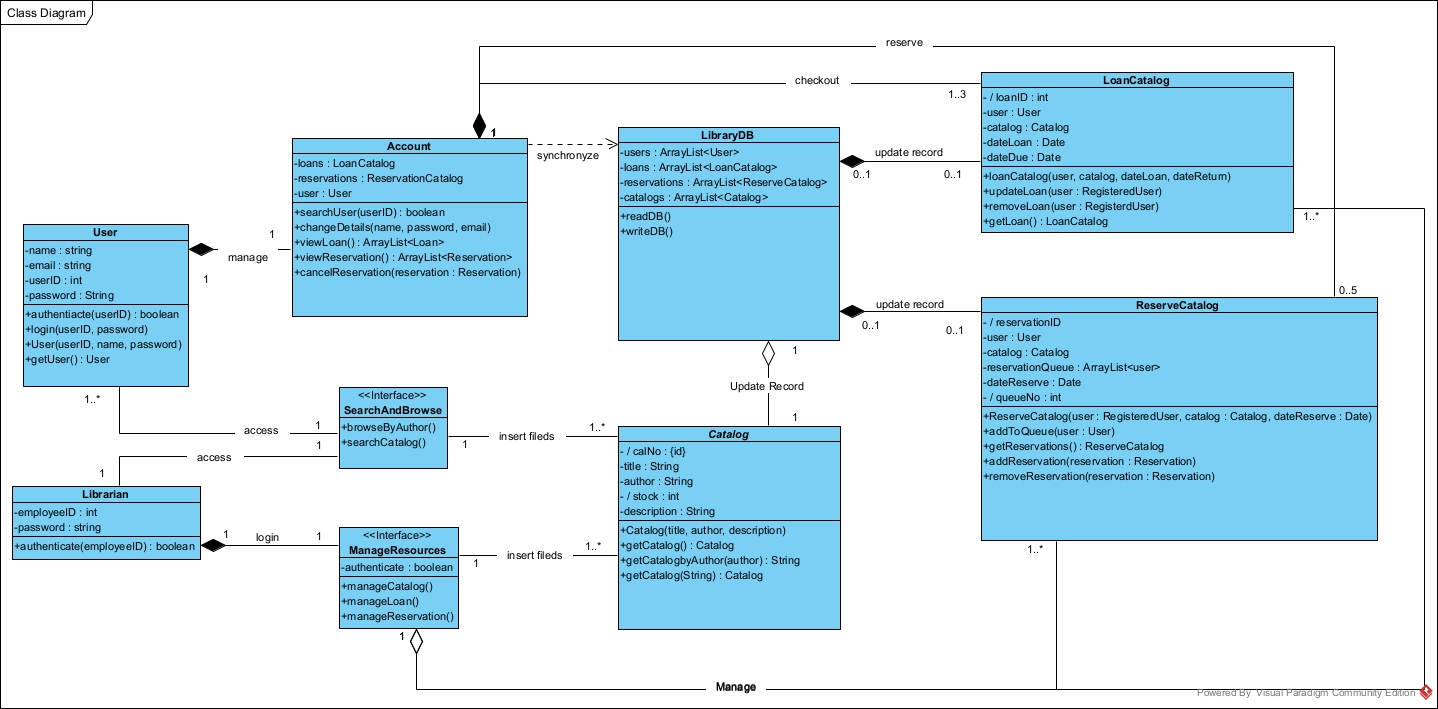 Class Diagram
reserve
checkout
1..3
LoanCatalog
- / loanID : int
-user : User
-catalog : Catalog
-dateLoan : Date
-dateDue : Date
+loanCatalog(user, catalog, dateLoan, dateReturn)
+updateLoan(user : RegisteredUser)
+removeLoan(user : RegisterdUser)
+getLoan() : LoanCatalog
1..*
1
Account
-loans : LoanCatalog
-reservations : ReservationCatalog
-user : User
+searchUser(userID) : boolean
+changeDetails(name, password, email)
+viewLoan() : ArrayList<Loan>
+viewReservation() : ArrayList<Reservation>
+cancelReservation(reservation : Reservation)
synchronyze
LibraryDB
-users : ArrayList<User>
-loans : ArrayList<LoanCatalog>
-reservations : ArrayList<ReserveCatalog>
-catalogs : ArrayList<Catalog>
+readDB()
+writeDB()
update record
0..1
0..1
User
-name : string
-email : string
-userID : int
-password : String
+authentiacte(userID) : boolean
+login(userID, password)
+User(userID, name, password)
+getUser() : User
1
manage
1
0..5
update record
0..1
0..1
ReserveCatalog
- / reservationID
-user : User
-catalog : Catalog
-reservationQueue : ArrayList<user>
-dateReserve : Date
- / queueNo : int
+ReserveCatalog(user : RegisteredUser, catalog : Catalog, dateReserve : Date)
+addToQueue(user : User)
+getReservations() : ReserveCatalog
+addReservation(reservation : Reservation)
+removeReservation(reservation : Reservation)
1..*
1
Update Record
1
1..*
access
1
<<Interface>>
SearchAndBrowse
+browseByAuthor()
+searchCatalog()
1
access
1
1
insert fileds
1..*
Catalog
- / calNo : {id}
-title : String
-author : String
- / stock : int
-description : String
+Catalog(title, author, description)
+getCatalog() : Catalog
+getCatalogbyAuthor(author) : String
+getCatalog(String) : Catalog
Librarian
-employeeID : int
-password : string
+authenticate(employeeID) : boolean
1
login
1
<<Interface>>
ManageResources
-authenticate : boolean
+manageCatalog()
+manageLoan()
+manageReservation()
1
insert fileds
1..*
1
Manage
Powered By Visual Paradigm Community Edition